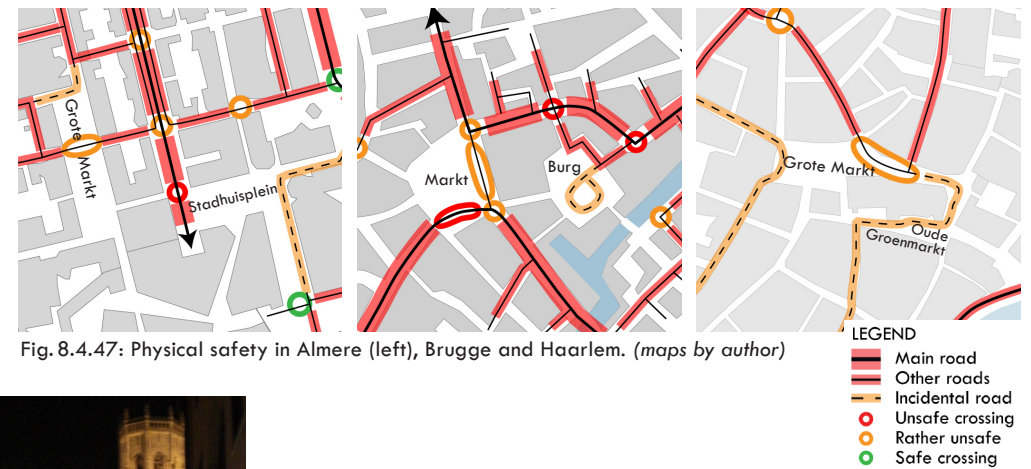 Grote
Markt
Stadhuisplein
Markt
Burg
Grote Markt
Oude
Groenmarkt
Fig. 8.4.47: Physical safety in Almere (left), Brugge and Haarlem. (maps by author)
LEGEND
Main road
Other roads
Incidental road
Unsafe crossing
Rather unsafe
Safe crossing